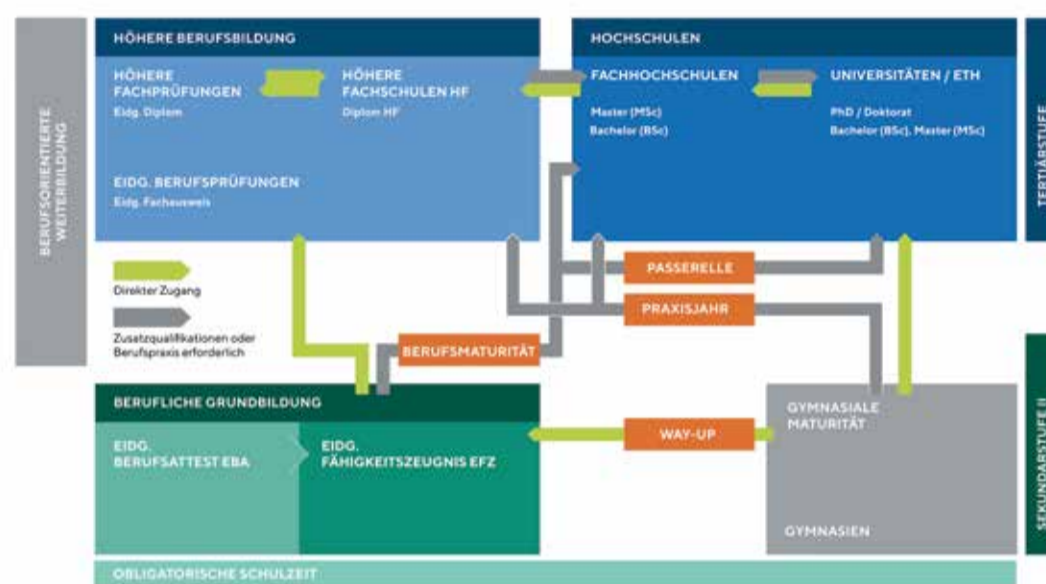 BERUFSORIENTIERTE
WEITERBILDUNG
HÖHERE BERUFSBILDUNG
HÖHERE
FACHPRÜFUNGEN
Eidg. Diplom
HÖHERE
FACHSCHULEN HF
Diplom HF
EIDG. BERUFSPRÜFUNGEN
Eidg. Fachausweis
HOCHSCHULEN
FACHHOCHSCHULEN
Master (MSc)
Bachelor (BSc)
UNIVERSITÄTEN / ETH
PhD / Doktorat
Bachelor (BSc), Master (MSc)
TERTIÄRSTUFE
Direkter Zugang
Zusatzqualifikationen oder
Berufspraxis erforderlich
PASSERELLE
PRAXISJAHR
BERUFSMATURITÄT
BERUFLICHE GRUNDBILDUNG
EIDG.
BERUFSATTEST EBA
EIDG.
FÄHIGKEITSZEUGNIS EFZ
WAY-UP
GYMNASIALE
MATURITÄT
GYMNASIEN
SEKUNDARSTUFE II
OBLIGATORISCHE SCHULZEIT